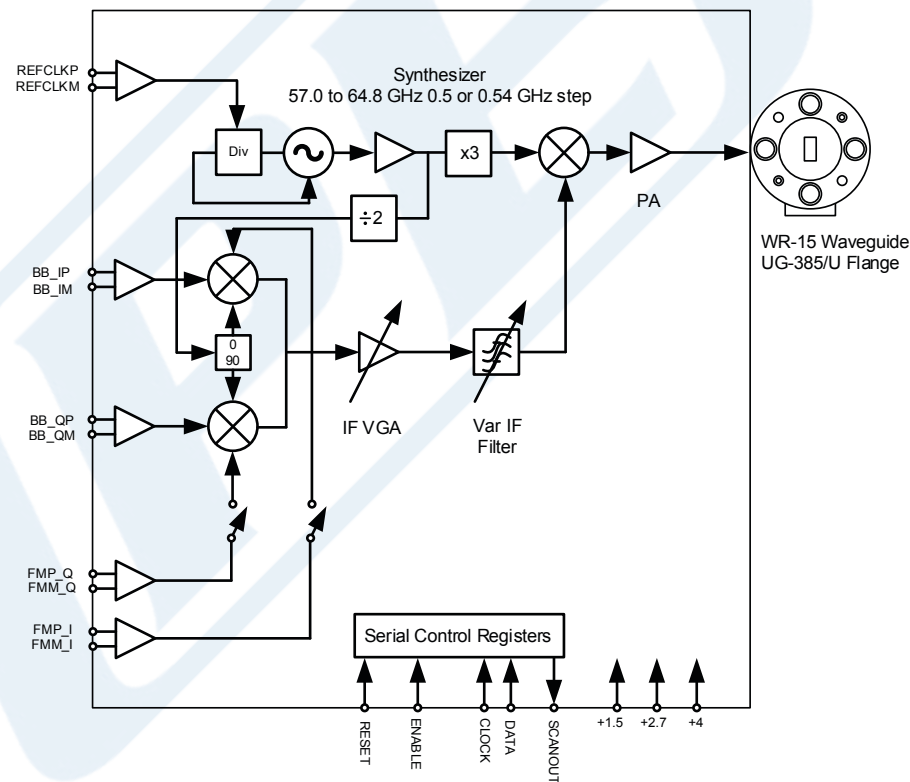 REFCLKP
REFCLKM
Synthesizer
57.0 to 64.8 GHz 0.5 or 0.54 GHz step
Div
x3
PA
÷2
WR-15 Waveguide
UG-385/U Flange
BB_IP
BB_IM
0
90
BB_QP
BB_QM
IF VGA
Var IF
Filter
FMP_Q
FMM_Q
FMP_I
FMM_I
Serial Control Registers
RESET
ENABLE
CLOCK
DATA
SCANOUT
+1.5
+2.7
+4